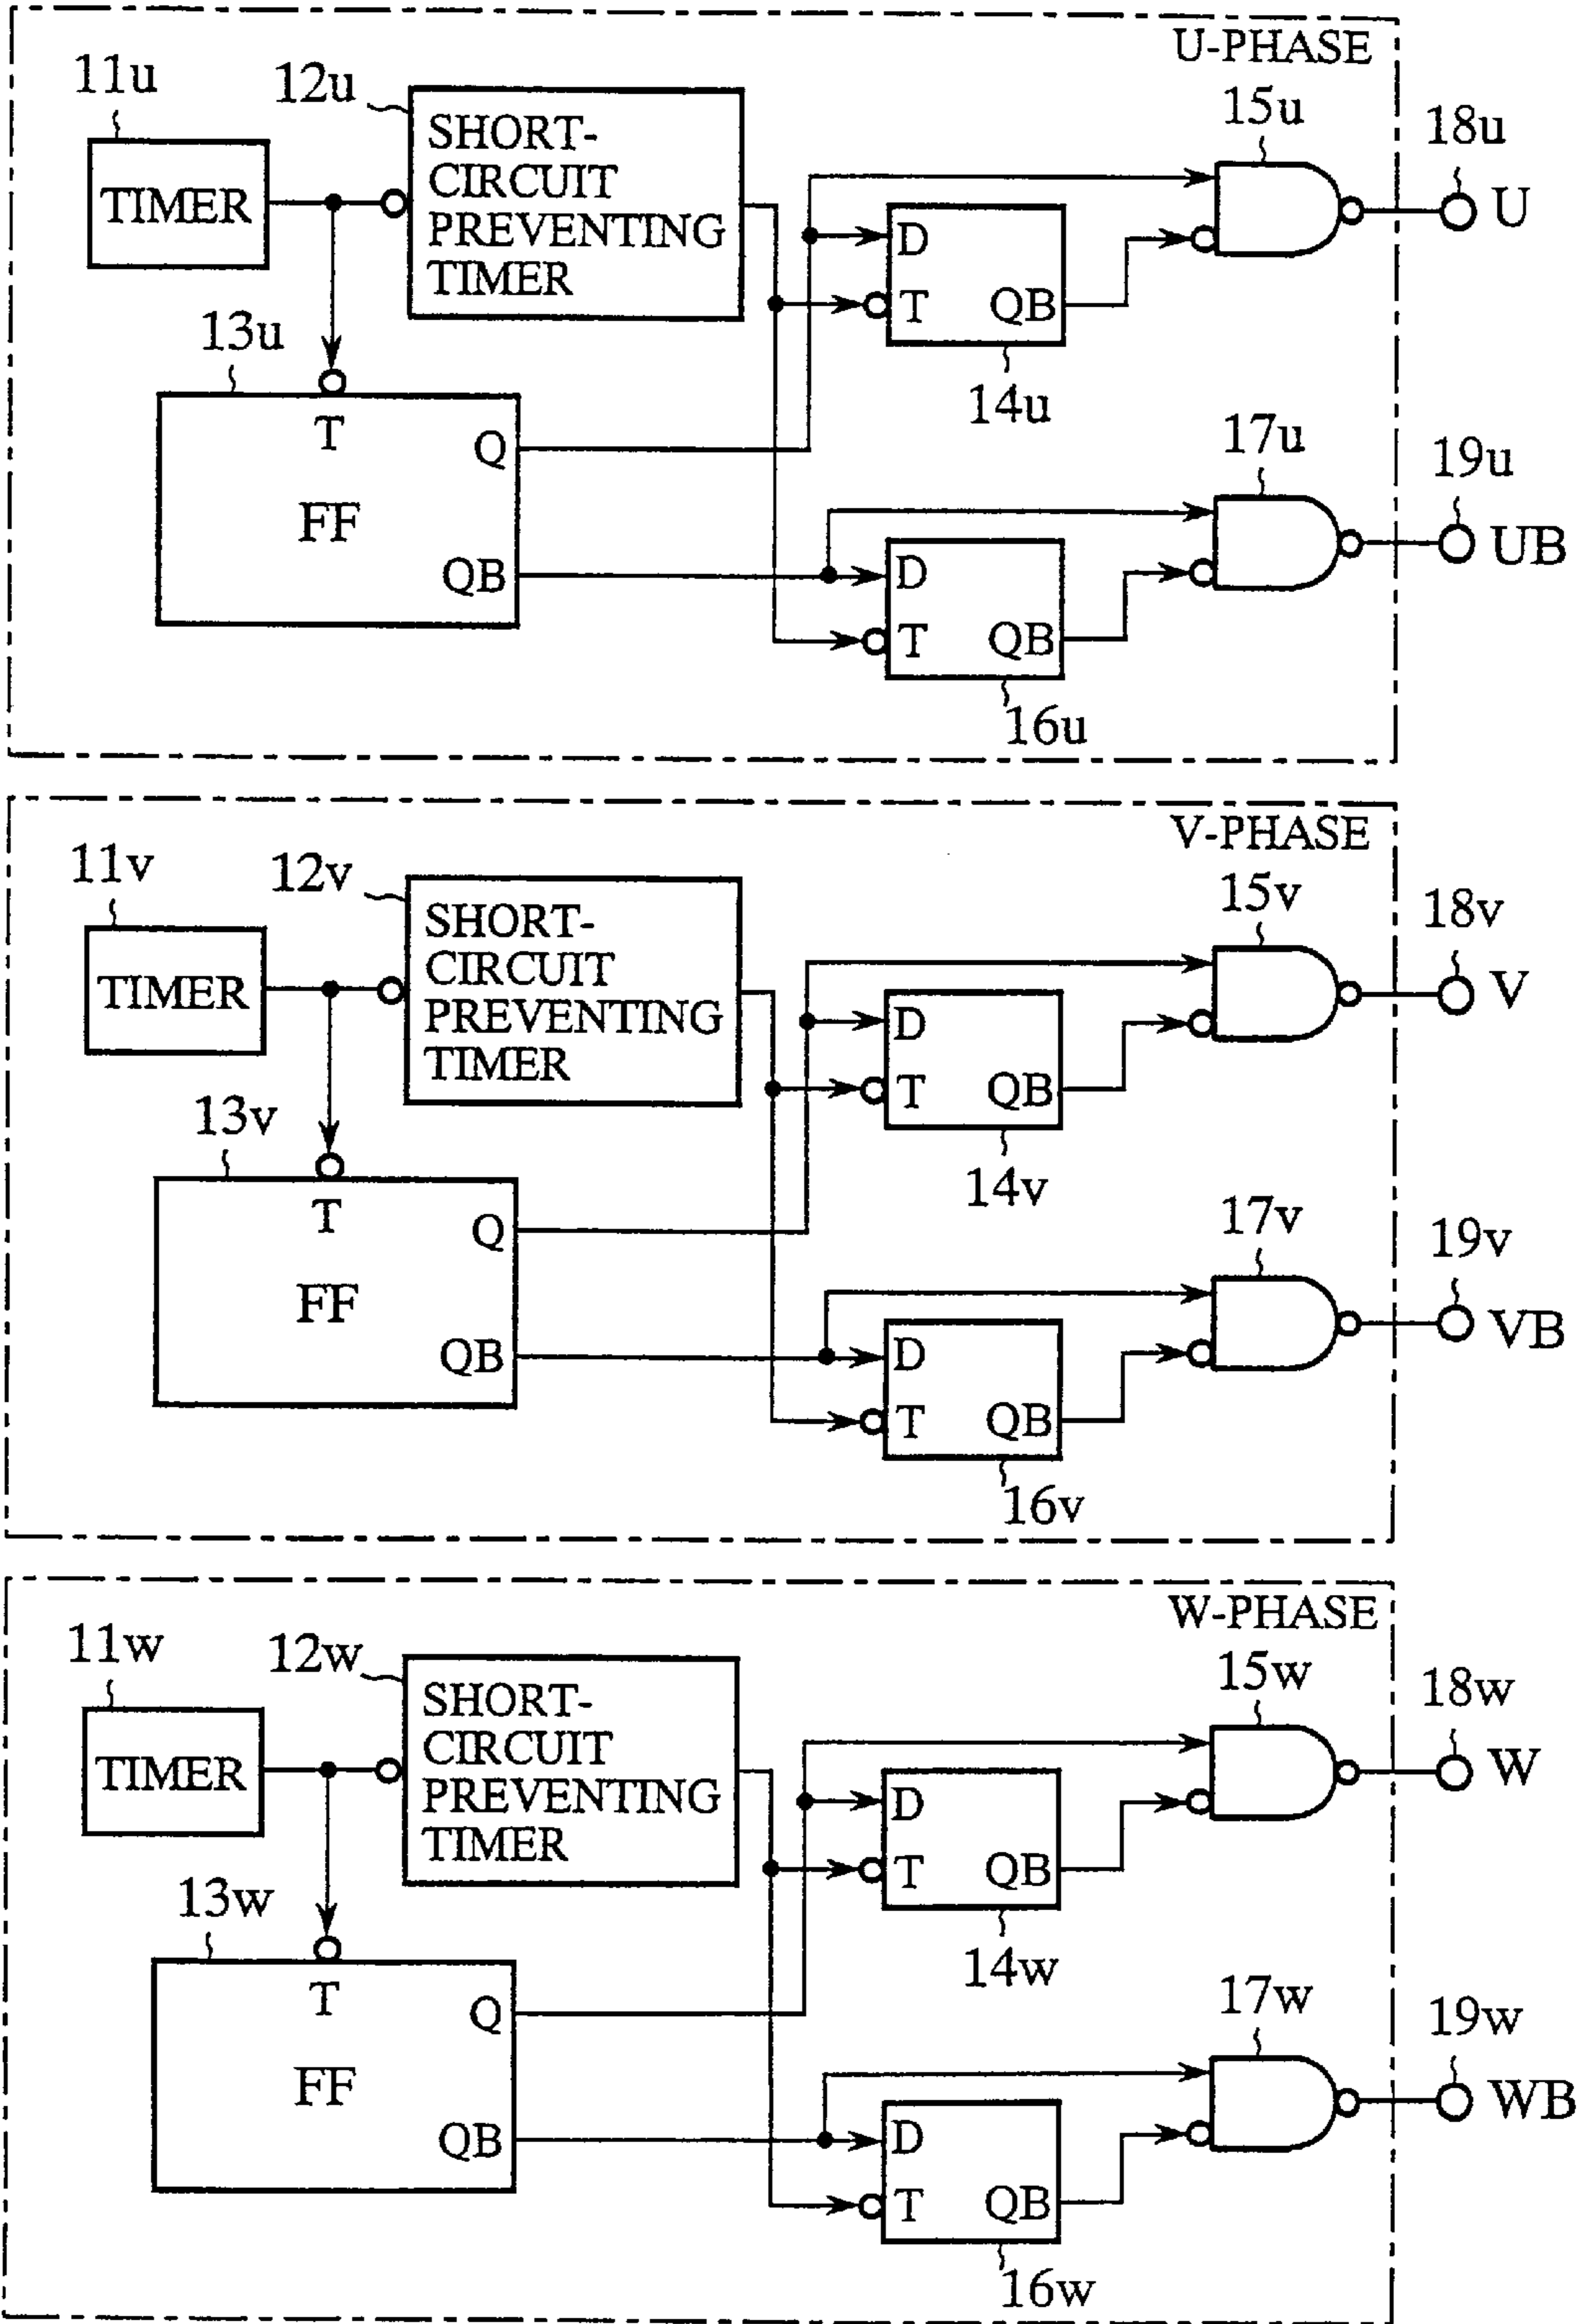 U-PHASE
11u
12u
15u
18u
SHORT-
CIRCUIT
PREVENTING
TIMER
TIMER
U
D
T
QB
13u
14u
T
Q
FF
QB
17u
19u
UB
D
T
QB
16u
V-PHASE
11v
12v
15v
18v
SHORT-
CIRCUIT
PREVENTING
TIMER
TIMER
V
D
T
QB
13v
14v
T
Q
FF
QB
17v
19v
VB
D
T
QB
16v
W-PHASE
11w
12w
15w
18w
SHORT-
CIRCUIT
PREVENTING
TIMER
TIMER
W
D
T
QB
13w
14w
T
Q
FF
QB
17w
19w
WB
D
T
QB
16w